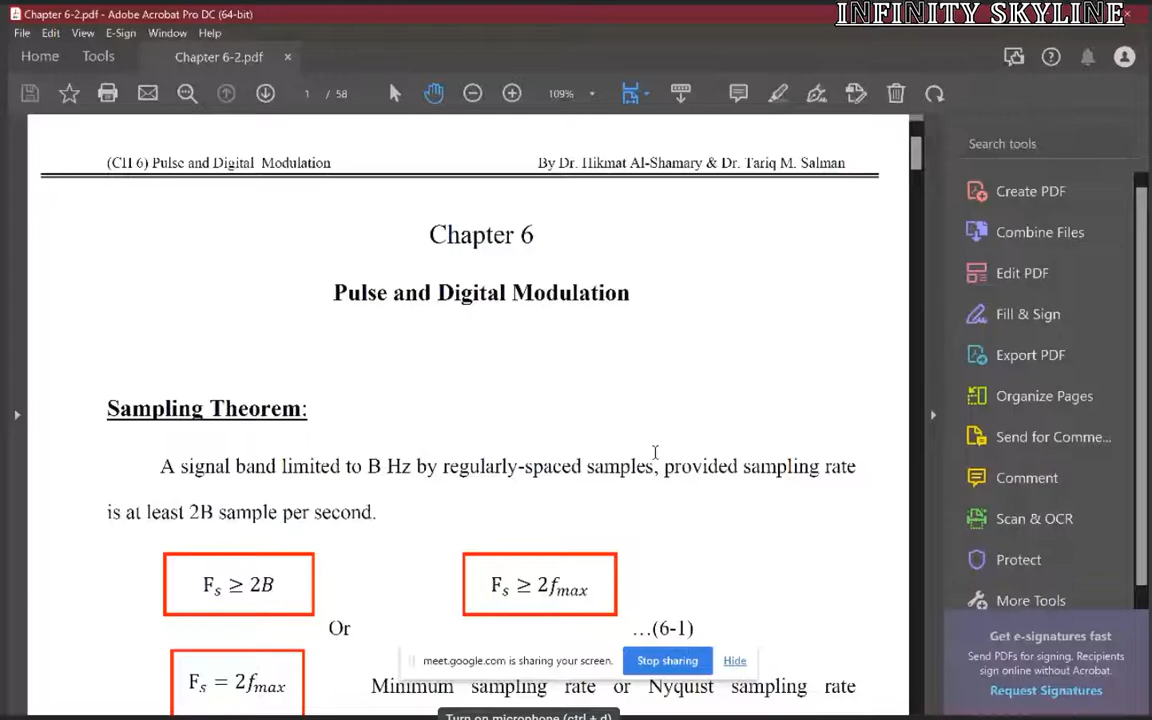 Chapter 6-2.pdf - Adobe Acrobat Pro DC (64-bit)
INFINITY SKYLINE
File Edit View E-Sign Window Help
Home Tools Chapter 6-2.pdf ×
1 / 58 109%
(CH 6) Pulse and Digital Modulation By Dr. Hikmat Al-Shamary & Dr. Tariq M. Salman
Chapter 6
Pulse and Digital Modulation
Sampling Theorem:
A signal band limited to B Hz by regularly-spaced samples, provided sampling rate
is at least 2B sample per second.
Fₛ ≥ 2B Fₛ ≥ 2fₘₐₓ
Or …(6-1)
meet.google.com is sharing your screen. Stop sharing Hide
Fₛ = 2fₘₐₓ Minimum sampling rate or Nyquist sampling rate
Turn on microphone (ctrl + d)
Search tools
Create PDF
Combine Files
Edit PDF
Fill & Sign
Export PDF
Organize Pages
Send for Comme...
Comment
Scan & OCR
Protect
More Tools
Get e-signatures fast
Send PDFs for signing. Recipients
sign online without Acrobat.
Request Signatures